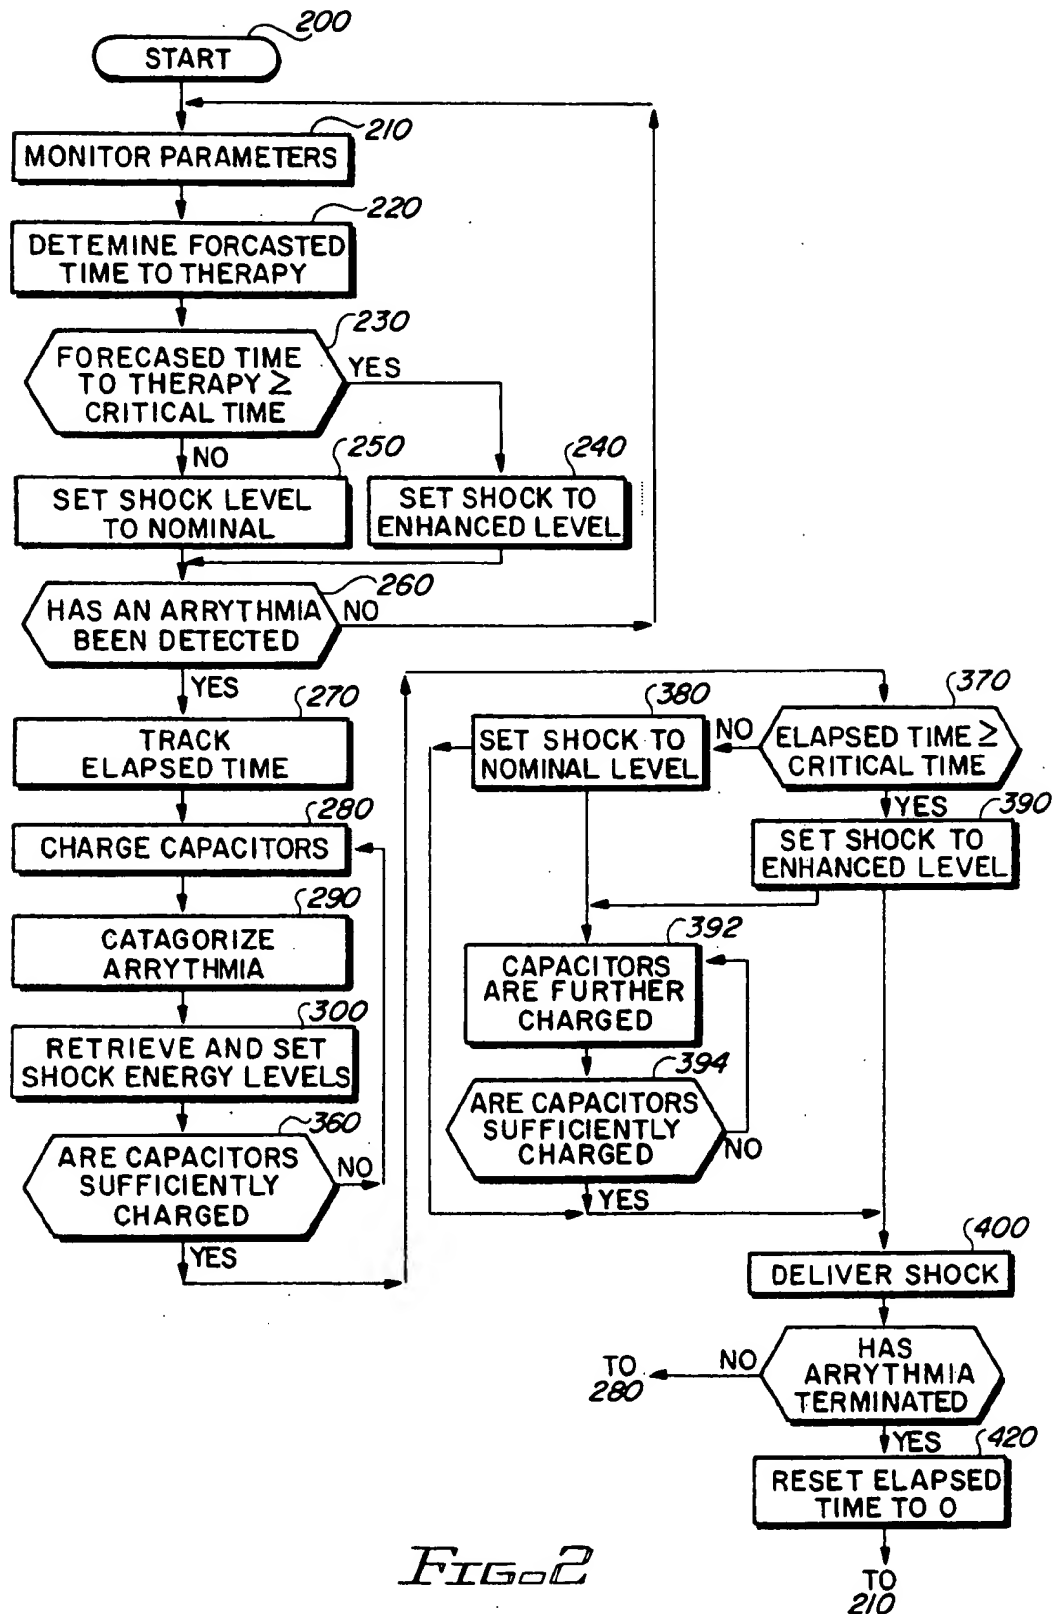 200
START
210
MONITOR PARAMETERS
220
DETEMINE FORCASTED
TIME TO THERAPY
230
FORECASED TIME
TO THERAPY ≥
CRITICAL TIME
YES
NO
250
SET SHOCK LEVEL
TO NOMINAL
240
SET SHOCK TO
ENHANCED LEVEL
260
HAS AN ARRYTHMIA
BEEN DETECTED
NO
YES
270
TRACK
ELAPSED TIME
280
CHARGE CAPACITORS
290
CATAGORIZE
ARRYTHMIA
300
RETRIEVE AND SET
SHOCK ENERGY LEVELS
360
ARE CAPACITORS
SUFFICIENTLY
CHARGED
NO
YES
370
ELAPSED TIME ≥
CRITICAL TIME
NO
YES
380
SET SHOCK TO
NOMINAL LEVEL
390
SET SHOCK TO
ENHANCED LEVEL
392
CAPACITORS
ARE FURTHER
CHARGED
394
ARE CAPACITORS
SUFFICIENTLY
CHARGED
NO
YES
400
DELIVER SHOCK
HAS
ARRYTHMIA
TERMINATED
NO
TO
280
YES
420
RESET ELAPSED
TIME TO 0
TO
210
FIG. 2